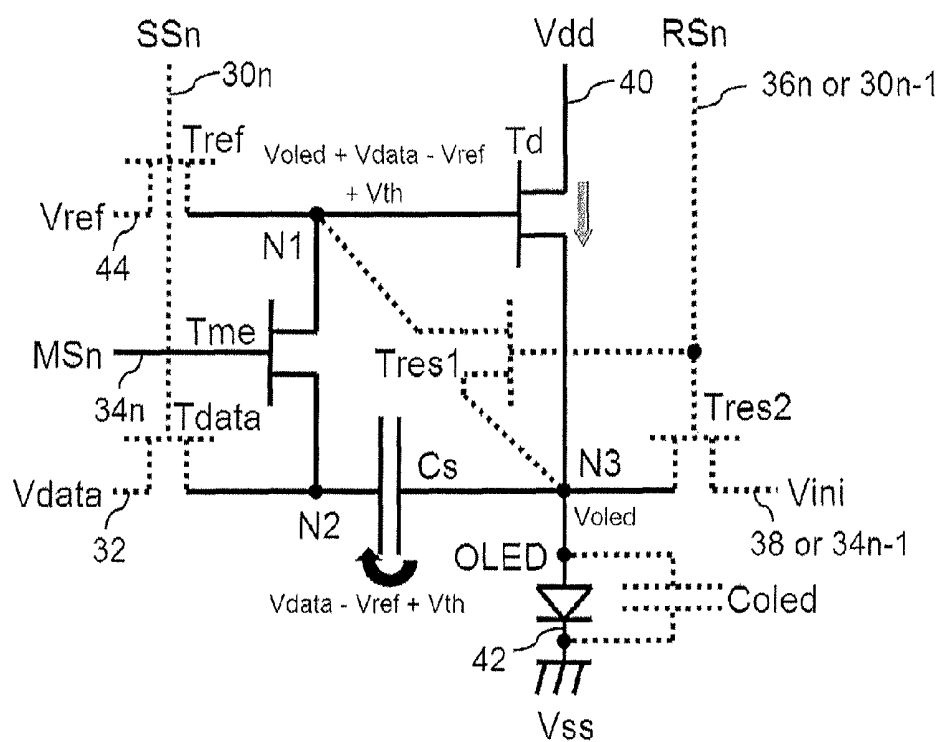 SSn
Vdd
RSn
30n
40
36n or 30n-1
Tref
Td
Voled + Vdata - Vref
+ Vth
Vref
44
N1
MSn
Tme
Tres1
34n
Tdata
Tres2
Cs
N3
Vdata
Vini
32
N2
Voled
38 or 34n-1
OLED
Vdata - Vref + Vth
Coled
42
Vss